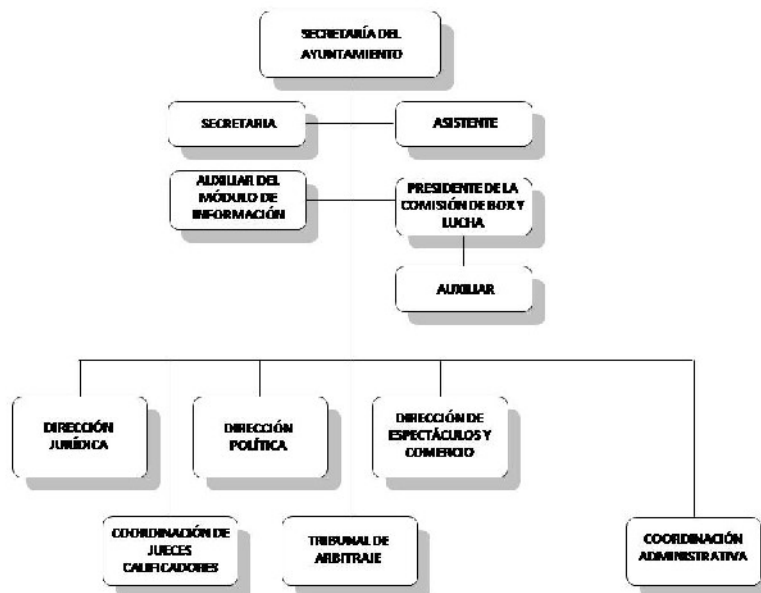 SECRETARÍA DEL
AYUNTAMIENTO
SECRETARIA
ASISTENTE
AUXILIAR DEL
MÓDULO DE
INFORMACIÓN
PRESIDENTE DE LA
COMISIÓN DE BOX Y
LUCHA
AUXILIAR
DIRECCIÓN
JURÍDICA
DIRECCIÓN
POLÍTICA
DIRECCIÓN DE
ESPECTÁCULOS Y
COMERCIO
COORDINACIÓN DE
JUECES
CALIFICADORES
TRIBUNAL DE
ARBITRAJE
COORDINACIÓN
ADMINISTRATIVA